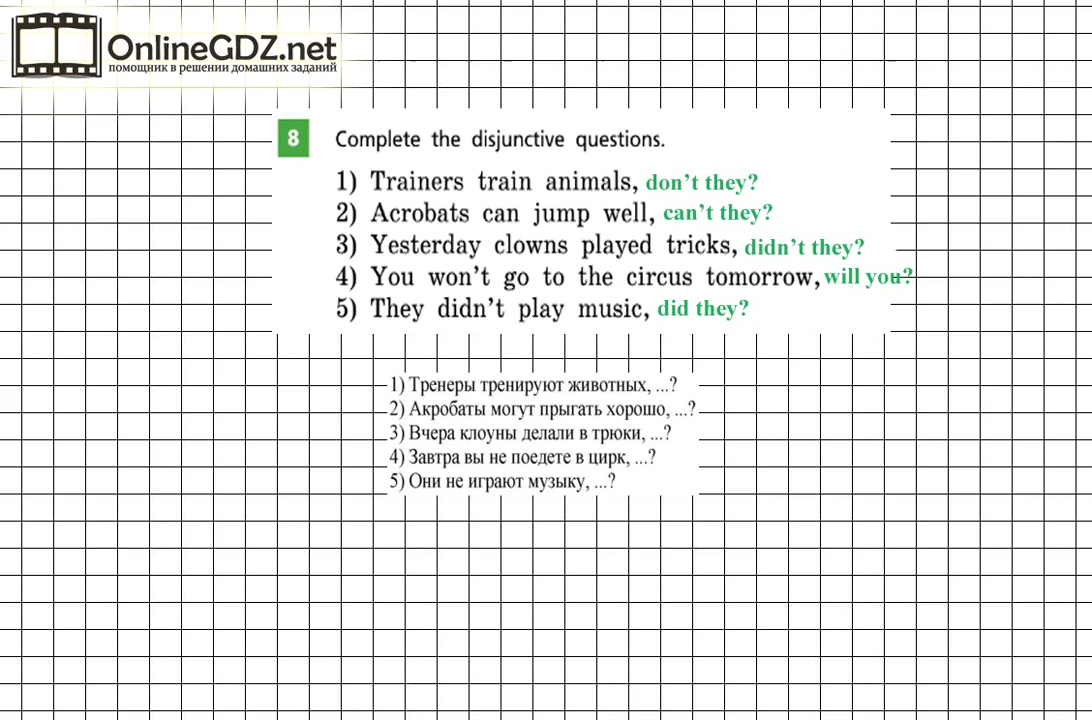 OnlineGDZ.net
помощник в решении домашних заданий
8 Complete the disjunctive questions.
1) Trainers train animals, don't they?
2) Acrobats can jump well, can't they?
3) Yesterday clowns played tricks, didn't they?
4) You won't go to the circus tomorrow, will you?
5) They didn't play music, did they?
1) Тренеры тренируют животных, ...?
2) Акробаты могут прыгать хорошо, ...?
3) Вчера клоуны делали в трюки, ...?
4) Завтра вы не поедете в цирк, ...?
5) Они не играют музыку, ...?